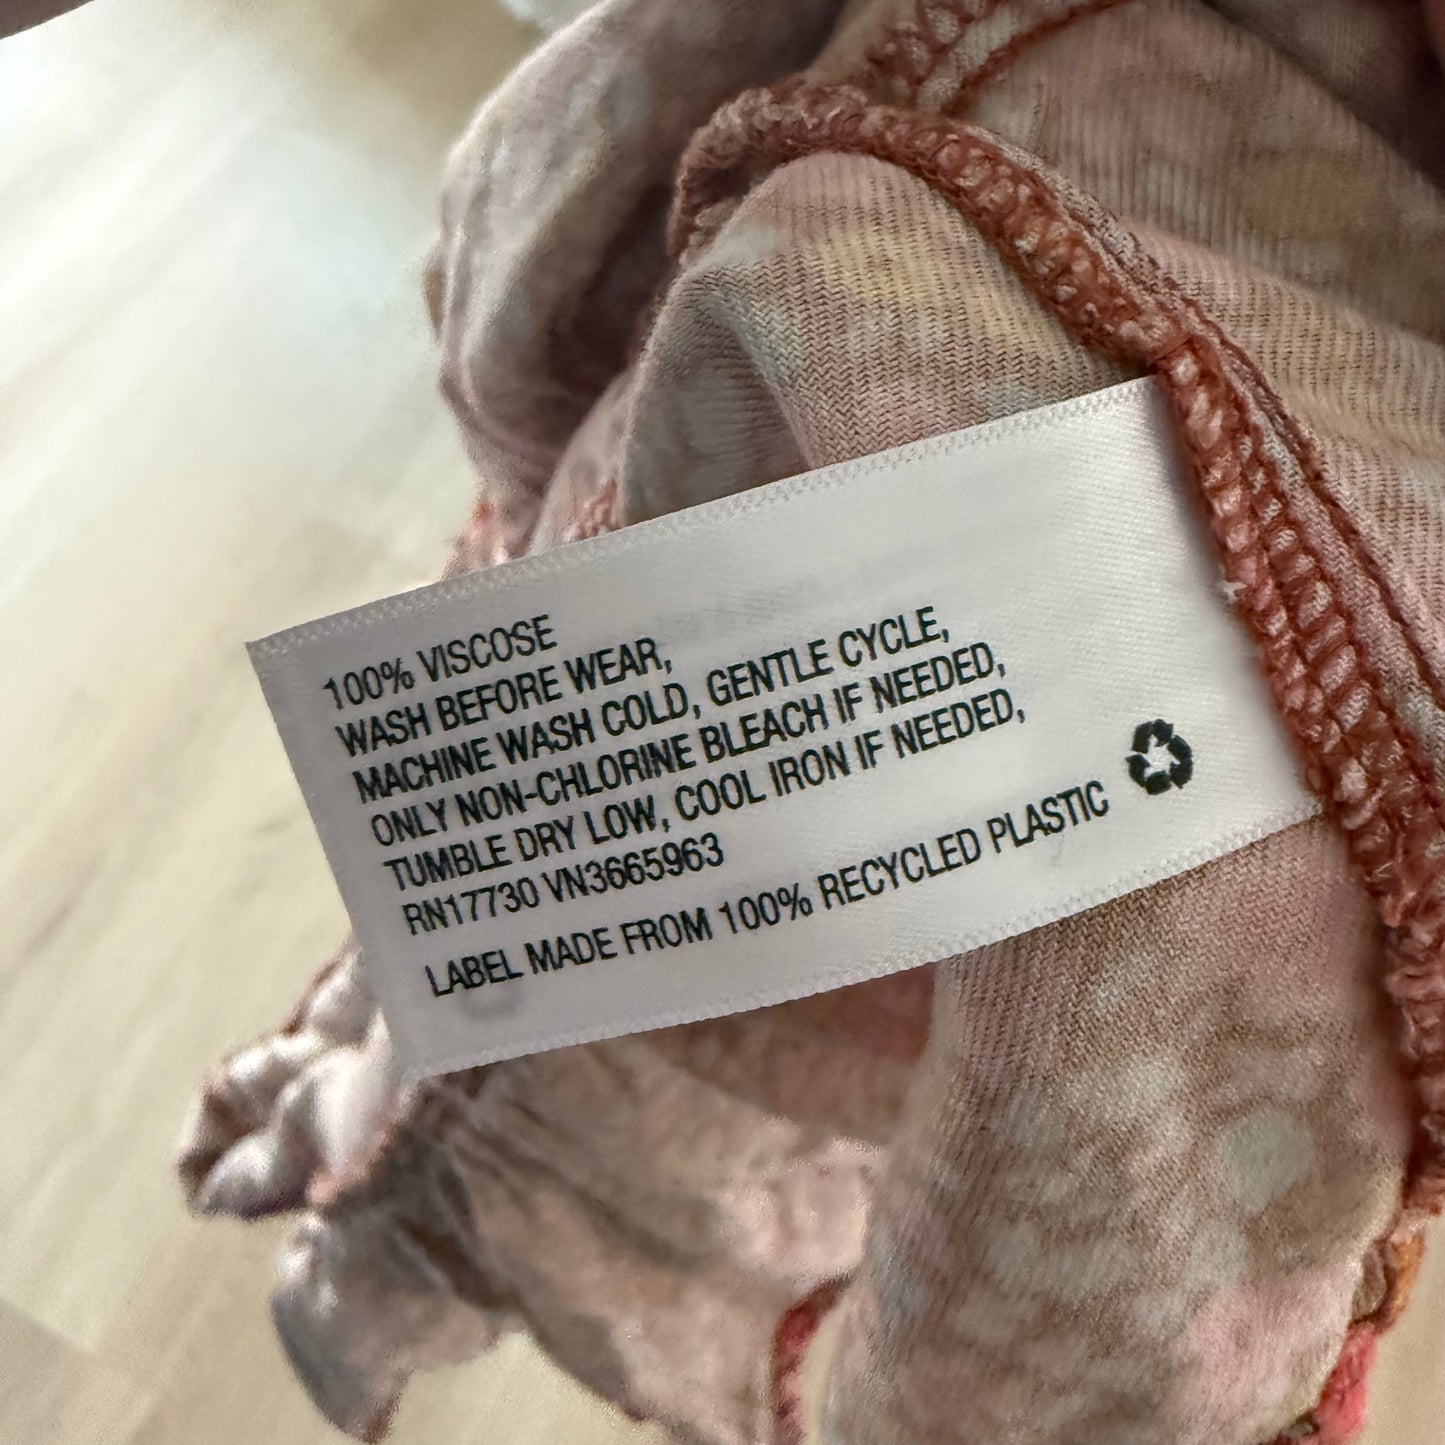 100% VISCOSE
WASH BEFORE WEAR,
MACHINE WASH COLD, GENTLE CYCLE,
ONLY NON-CHLORINE BLEACH IF NEEDED,
TUMBLE DRY LOW, COOL IRON IF NEEDED,
RN17730 VN3665963
LABEL MADE FROM 100% RECYCLED PLASTIC